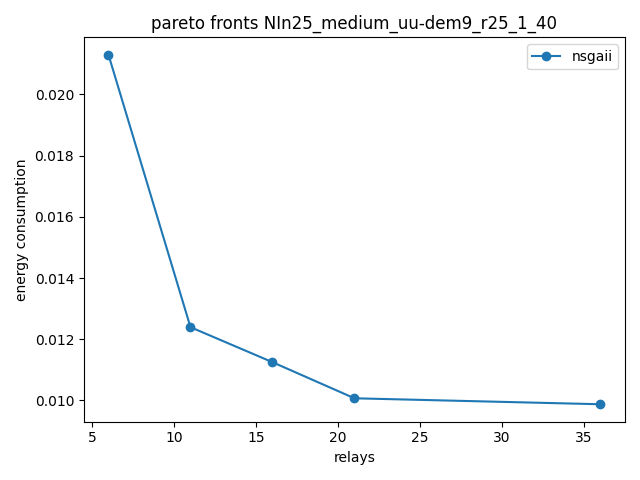 pareto fronts NIn25_medium_uu-dem9_r25_1_40
nsgaii
energy consumption
0.020
0.018
0.016
0.014
0.012
0.010
5 10 15 20 25 30 35
relays